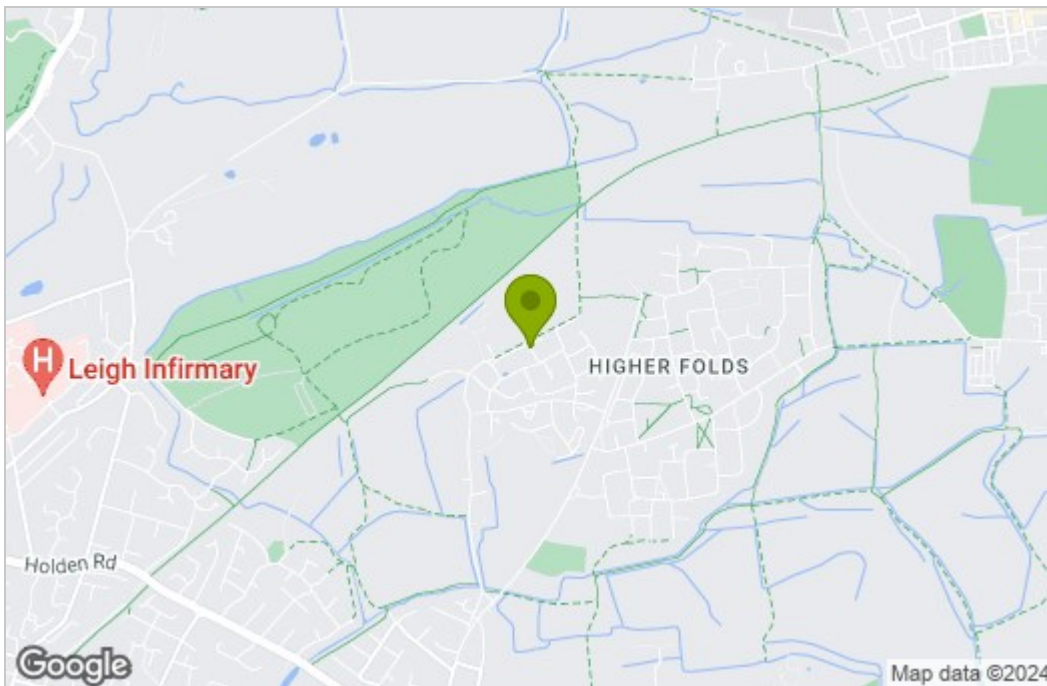 H Leigh Infirmary
HIGHER FOLDS
Holden Rd
Google
Map data ©2024